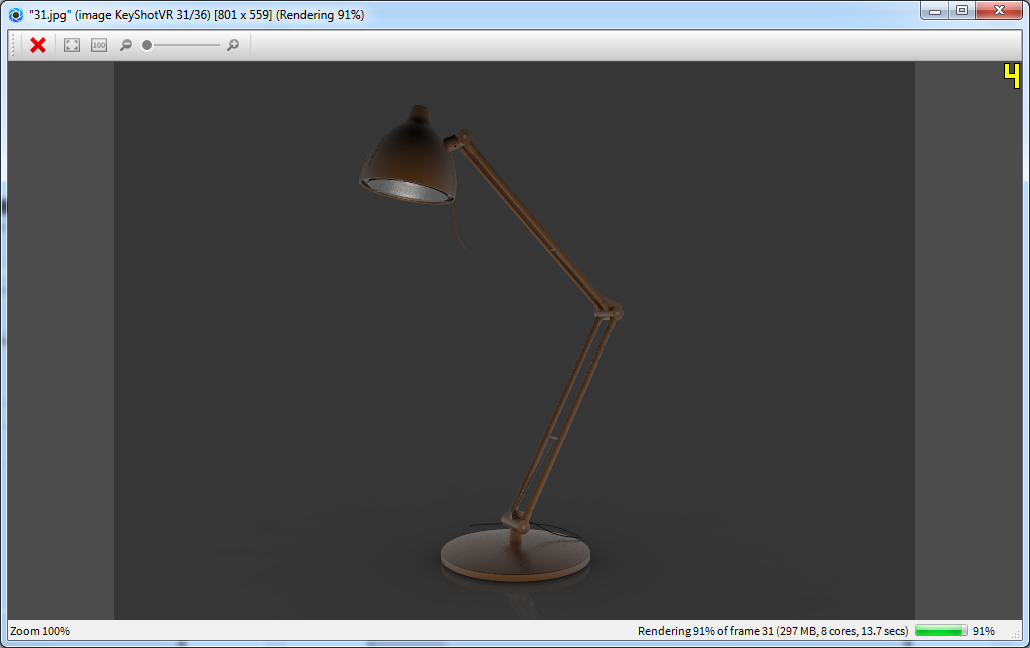 "31.jpg" (image KeyShotVR 31/36) [801 x 559] (Rendering 91%)
100
4
Zoom 100%
Rendering 91% of frame 31 (297 MB, 8 cores, 13.7 secs)
91%